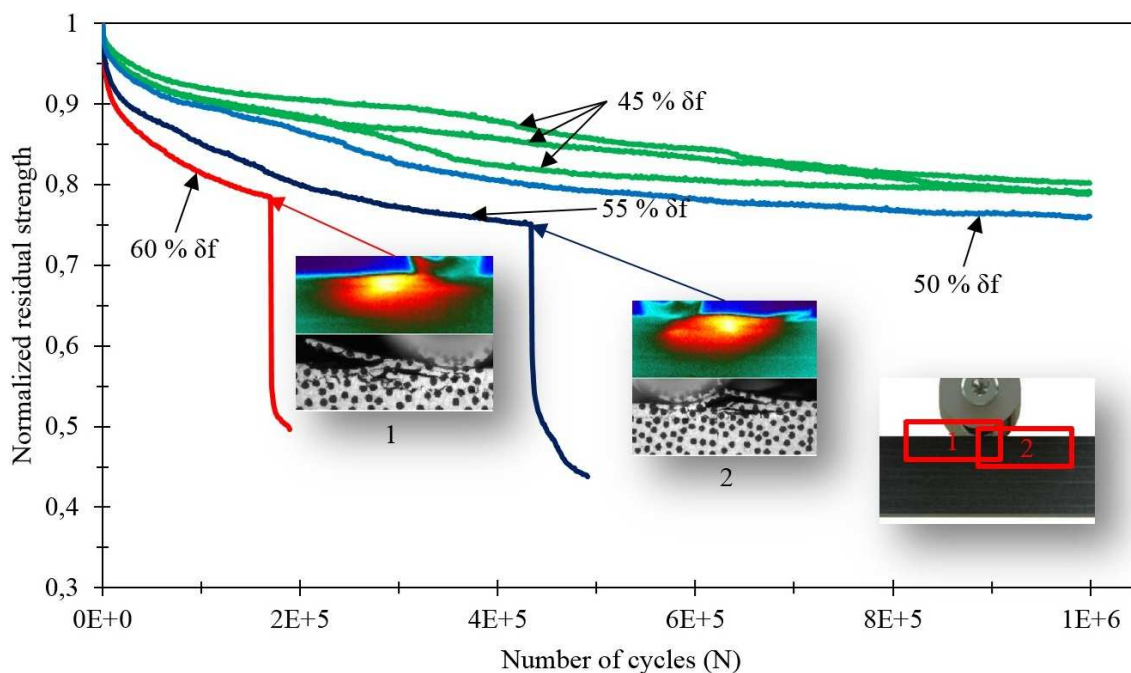 Normalized residual strength
1
0,9
0,8
0,7
0,6
0,5
0,4
0,3
0E+0
2E+5
4E+5
6E+5
8E+5
1E+6
Number of cycles (N)
45 % δf
55 % δf
60 % δf
50 % δf
1
2
1
2